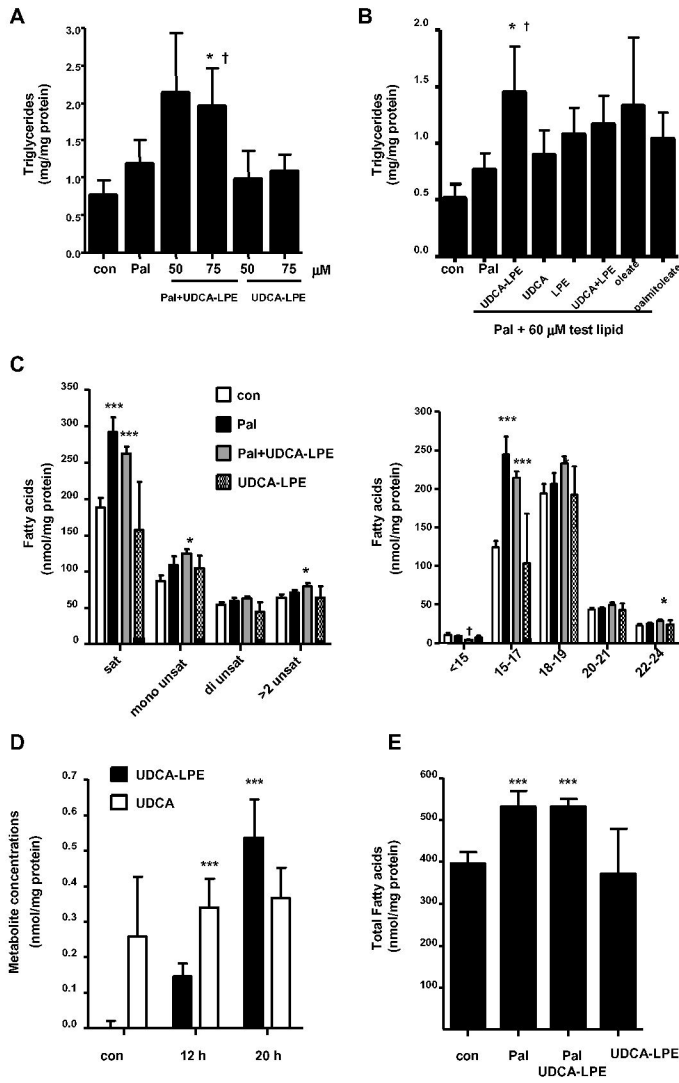 A
Triglycerides
(mg/mg protein)
3.0
2.5
2.0
1.5
1.0
0.5
0.0
* †
con Pal 50 75 50 75 µM
Pal+UDCA-LPE UDCA-LPE
B
Triglycerides
(mg/mg protein)
2.0
1.5
1.0
0.5
0.0
* †
con Pal UDCA-LPE UDCA LPE UDCA+LPE oleate palmitoleate
Pal + 60 µM test lipid
C
Fatty acids
(nmol/mg protein)
350
300
250
200
150
100
50
0
*** ***
*
*
con
Pal
Pal+UDCA-LPE
UDCA-LPE
sat mono unsat di unsat >2 unsat
Fatty acids
(nmol/mg protein)
300
250
200
150
100
50
0
***
***
†
*
<15 15-17 18-19 20-21 22-24
D
Metabolite concentrations
(nmol/mg protein)
0.7
0.6
0.5
0.4
0.3
0.2
0.1
0.0
UDCA-LPE
UDCA
***
***
con 12 h 20 h
E
Total Fatty acids
(nmol/mg protein)
600
500
400
300
200
100
*** ***
con Pal Pal UDCA-LPE
UDCA-LPE